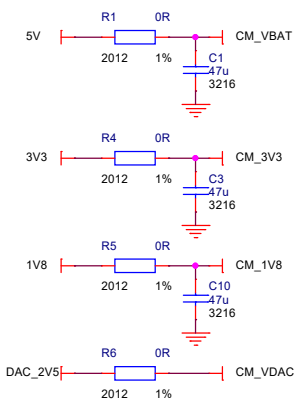 R1 0R
5V CM_VBAT
2012 1%
C1
47u
3216
R4 0R
3V3 CM_3V3
2012 1%
C3
47u
3216
R5 0R
1V8 CM_1V8
2012 1%
C10
47u
3216
R6 0R
DAC_2V5 CM_VDAC
2012 1%